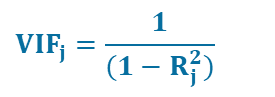 VIFⱼ = 1 / (1 − Rⱼ²)